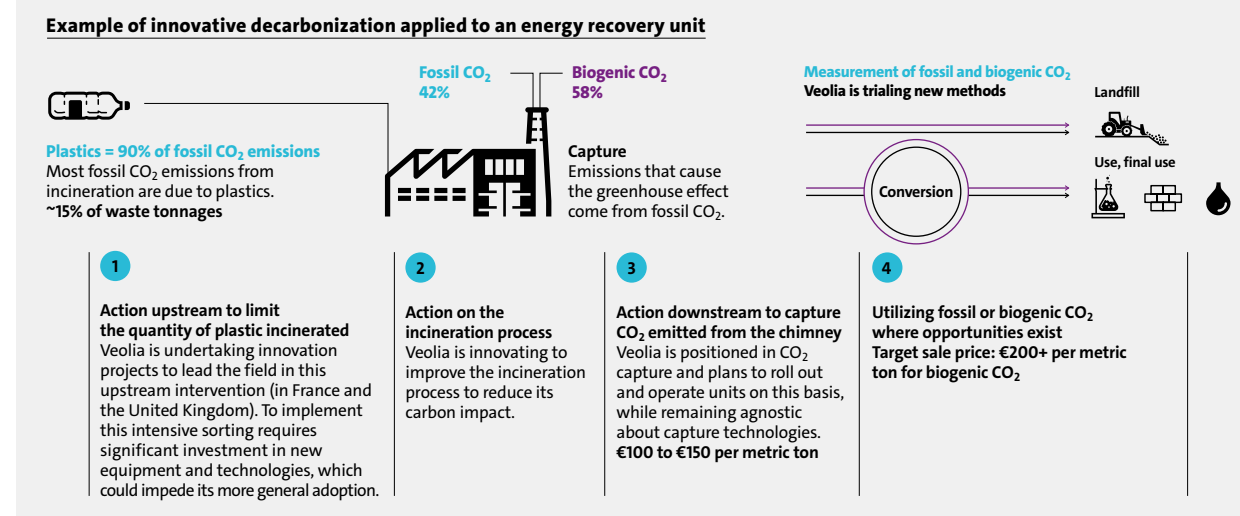 Example of innovative decarbonization applied to an energy recovery unit
Plastics = 90% of fossil CO₂ emissions
Most fossil CO₂ emissions from
incineration are due to plastics.
~15% of waste tonnages
Fossil CO₂
42%
Biogenic CO₂
58%
Capture
Emissions that cause
the greenhouse effect
come from fossil CO₂.
Measurement of fossil and biogenic CO₂
Veolia is trialing new methods
Landfill
Use, final use
Conversion
1
Action upstream to limit
the quantity of plastic incinerated
Veolia is undertaking innovation
projects to lead the field in this
upstream intervention (in France and
the United Kingdom). To implement
this intensive sorting requires
significant investment in new
equipment and technologies, which
could impede its more general adoption.
2
Action on the
incineration process
Veolia is innovating to
improve the incineration
process to reduce its
carbon impact.
3
Action downstream to capture
CO₂ emitted from the chimney
Veolia is positioned in CO₂
capture and plans to roll out
and operate units on this basis,
while remaining agnostic
about capture technologies.
€100 to €150 per metric ton
4
Utilizing fossil or biogenic CO₂
where opportunities exist
Target sale price: €200+ per metric
ton for biogenic CO₂